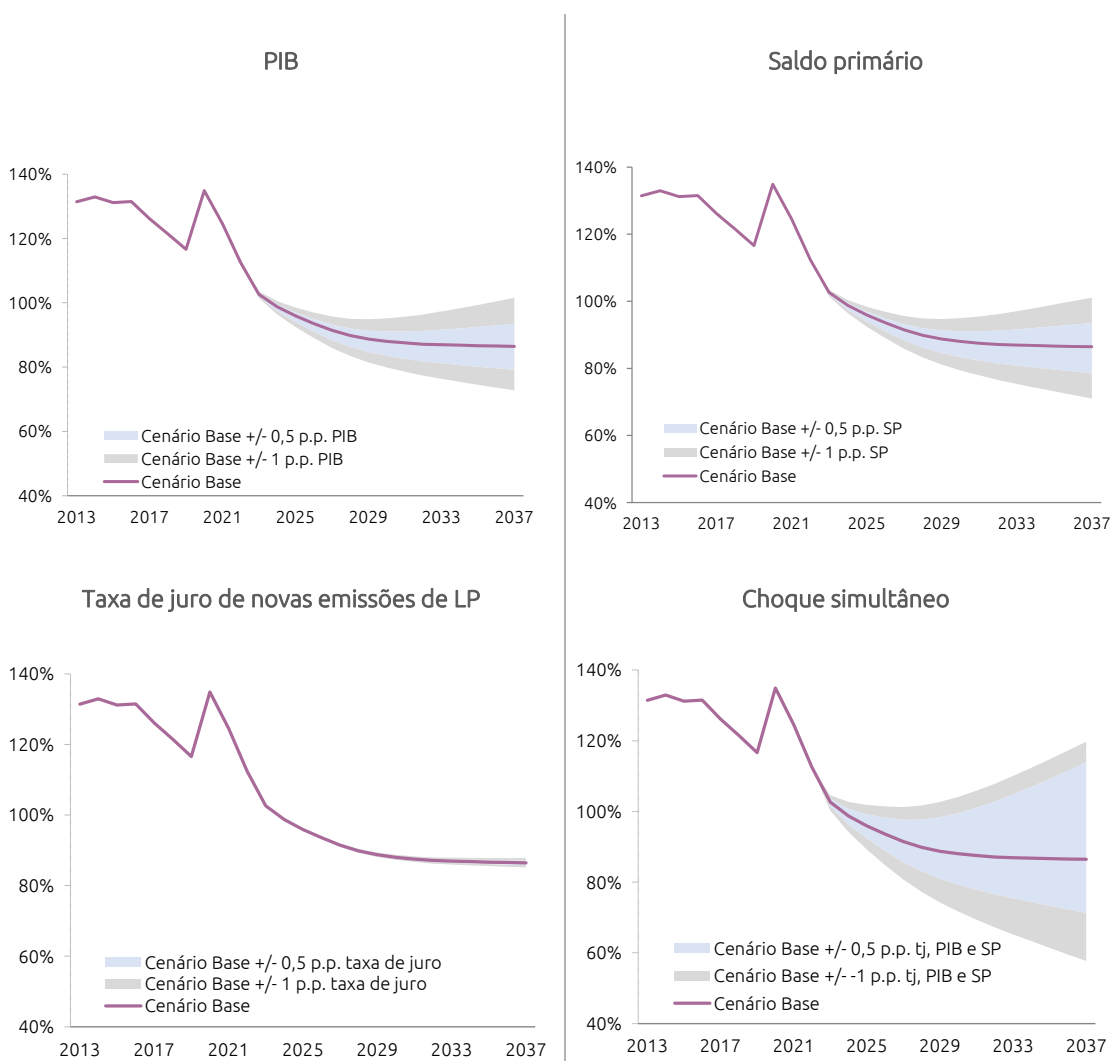 PIB
140%
120%
100%
80%
60%
40%
Cenário Base +/- 0,5 p.p. PIB
Cenário Base +/- 1 p.p. PIB
Cenário Base
2013 2017 2021 2025 2029 2033 2037
Saldo primário
140%
120%
100%
80%
60%
40%
Cenário Base +/- 0,5 p.p. SP
Cenário Base +/- 1 p.p. SP
Cenário Base
2013 2017 2021 2025 2029 2033 2037
Taxa de juro de novas emissões de LP
140%
120%
100%
80%
60%
40%
Cenário Base +/- 0,5 p.p. taxa de juro
Cenário Base +/- 1 p.p. taxa de juro
Cenário Base
2013 2017 2021 2025 2029 2033 2037
Choque simultâneo
140%
120%
100%
80%
60%
40%
Cenário Base +/- 0,5 p.p. tj, PIB e SP
Cenário Base +/- -1 p.p. tj, PIB e SP
Cenário Base
2013 2017 2021 2025 2029 2033 2037